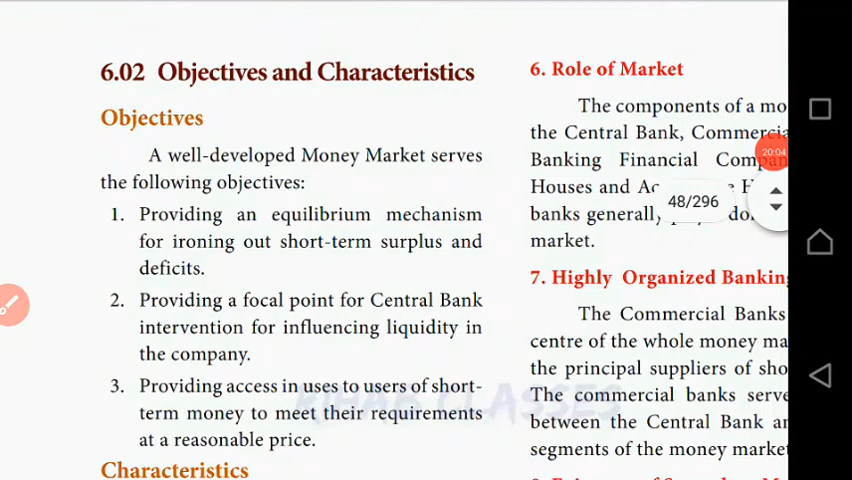 6.02 Objectives and Characteristics
Objectives
A well-developed Money Market serves
the following objectives:
1. Providing an equilibrium mechanism
for ironing out short-term surplus and
deficits.
2. Providing a focal point for Central Bank
intervention for influencing liquidity in
the company.
3. Providing access in uses to users of short-
term money to meet their requirements
at a reasonable price.
Characteristics
6. Role of Market
The components of a mo
the Central Bank, Commercia
Banking Financial Compan
Houses and Ac
banks generally
market.
7. Highly Organized Banking
The Commercial Banks
centre of the whole money ma
the principal suppliers of sho
The commercial banks serve
between the Central Bank an
segments of the money market
20:04
48/296
RIHAB CLASSES